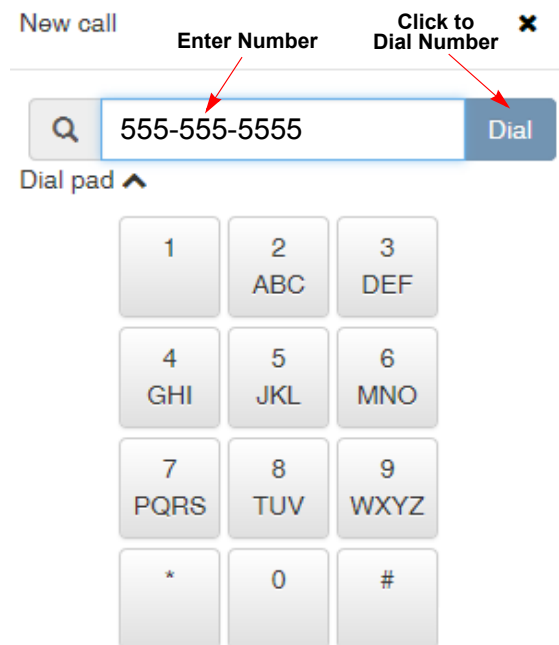 New call
Enter Number
Click to
Dial Number
✖
555-555-5555
Dial
Dial pad
1
2
3
ABC
DEF
4
5
6
GHI
JKL
MNO
7
8
9
PQRS
TUV
WXYZ
*
0
#